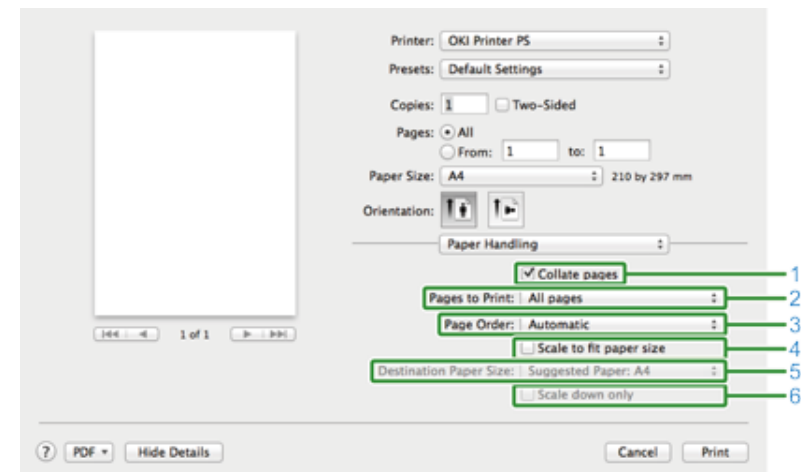 Printer: OKI Printer PS
Presets: Default Settings
Copies: 1 Two-Sided
Pages: All
From: 1 to: 1
Paper Size: A4 210 by 297 mm
Orientation:
Paper Handling
Collate pages 1
Pages to Print: All pages 2
Page Order: Automatic 3
Scale to fit paper size 4
Destination Paper Size: Suggested Paper: A4 5
Scale down only 6
1 of 1
? PDF Hide Details Cancel Print